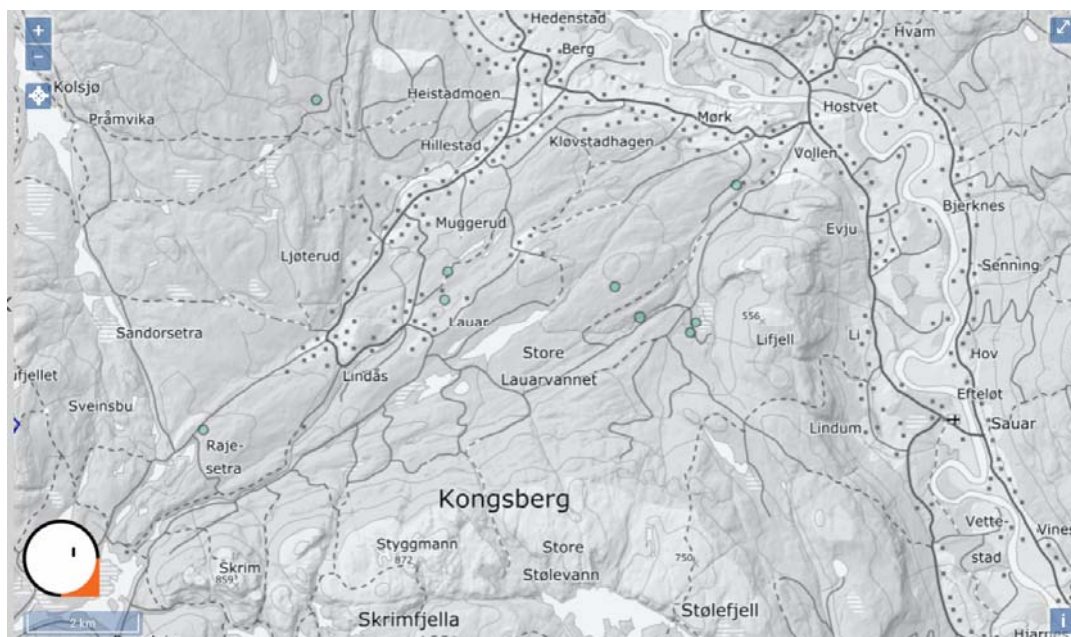 Hedenstad
Hvam
+
Berg
−
Kolsjø
Heistadmoen
Hostvet
Pråmvika
Mørk
Hillestad
Kløvstadhagen
Vollen
Bjerknes
Muggerud
Evju
Ljøterud
Senning
556
Sandorsetra
Lauar
Lifjell
Li
Store
Hov
Lauarvannet
ufjellet
Lindås
Efteløt
Sveinsbu
Sauar
Lindum
Raje-
setra
Kongsberg
Vette-
stad
Vines
Styggmann
872
Store
Stølevann
750
Skrim
859
Stølefjell
Skrimfjella
2 km
i